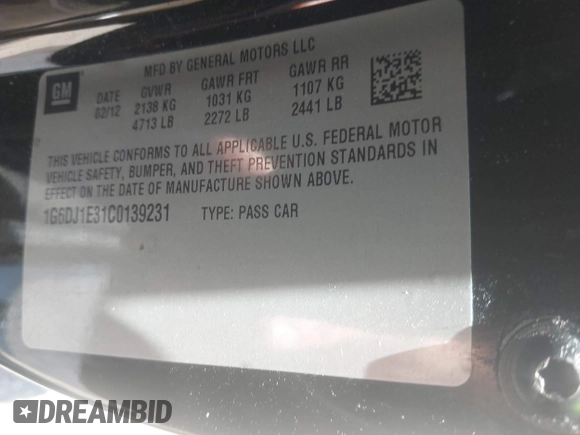 MFD BY GENERAL MOTORS LLC
GM DATE GVWR GAWR FRT GAWR RR
02/12 2138 KG 1031 KG 1107 KG
4713 LB 2272 LB 2441 LB
THIS VEHICLE CONFORMS TO ALL APPLICABLE U.S. FEDERAL MOTOR
VEHICLE SAFETY, BUMPER, AND THEFT PREVENTION STANDARDS IN
EFFECT ON THE DATE OF MANUFACTURE SHOWN ABOVE.
1G6DJ1E31C0139231 TYPE: PASS CAR
DREAMBID